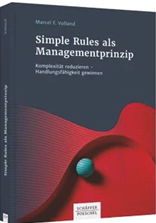 Marcel F. Volland
Simple Rules als
Managementprinzip
Komplexität reduzieren –
Handlungsfähigkeit gewinnen
SCHÄFFER
POESCHEL
Simple Rules als Managementprinzip